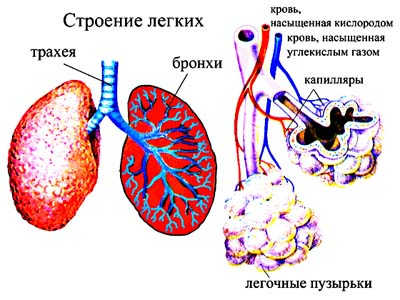 Строение легких
трахея
бронхи
кровь,
насыщенная кислородом
кровь, насыщенная
углекислым газом
капилляры
легочные пузырьки